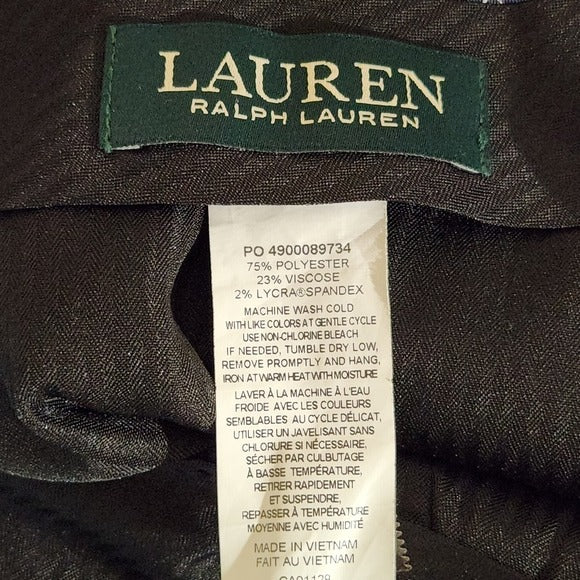 LAUREN
RALPH LAUREN
PO 4900089734
75% POLYESTER
23% VISCOSE
2% LYCRA®SPANDEX
MACHINE WASH COLD
WITH LIKE COLORS AT GENTLE CYCLE
USE NON-CHLORINE BLEACH
IF NEEDED, TUMBLE DRY LOW,
REMOVE PROMPTLY AND HANG,
IRON AT WARM HEAT WITH MOISTURE
LAVER À LA MACHINE À L'EAU
FROIDE AVEC LES COULEURS
SEMBLABLES AU CYCLE DÉLICAT,
UTILISER UN JAVELISANT SANS
CHLORURE SI NÉCESSAIRE,
SÉCHER PAR CULBUTAGE
À BASSE TEMPÉRATURE,
RETIRER RAPIDEMENT
ET SUSPENDRE,
REPASSER À TEMPÉRATURE
MOYENNE AVEC HUMIDITÉ
MADE IN VIETNAM
FAIT AU VIETNAM
CA01128